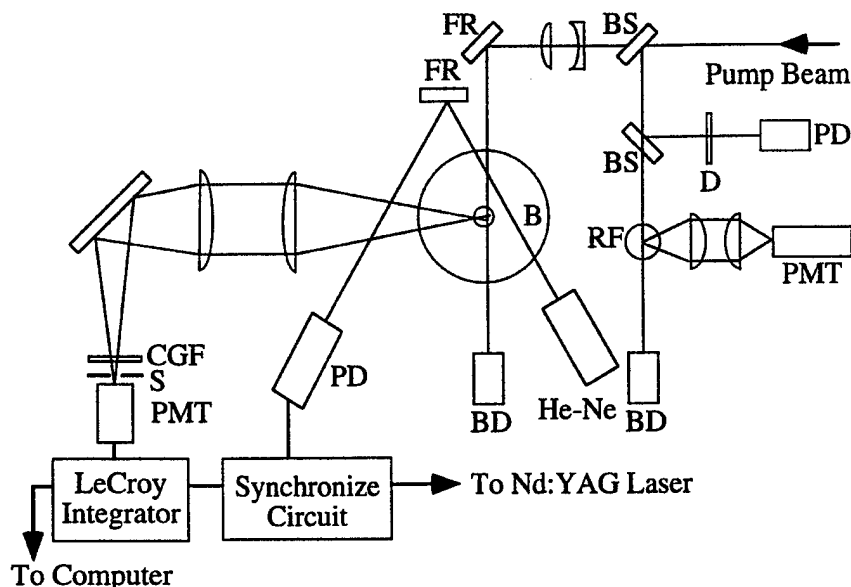 FR
BS
FR
Pump Beam
BS
D
PD
B
RF
PMT
CGF
S
PMT
PD
BD
He-Ne
BD
LeCroy
Integrator
Synchronize
Circuit
To Nd:YAG Laser
To Computer